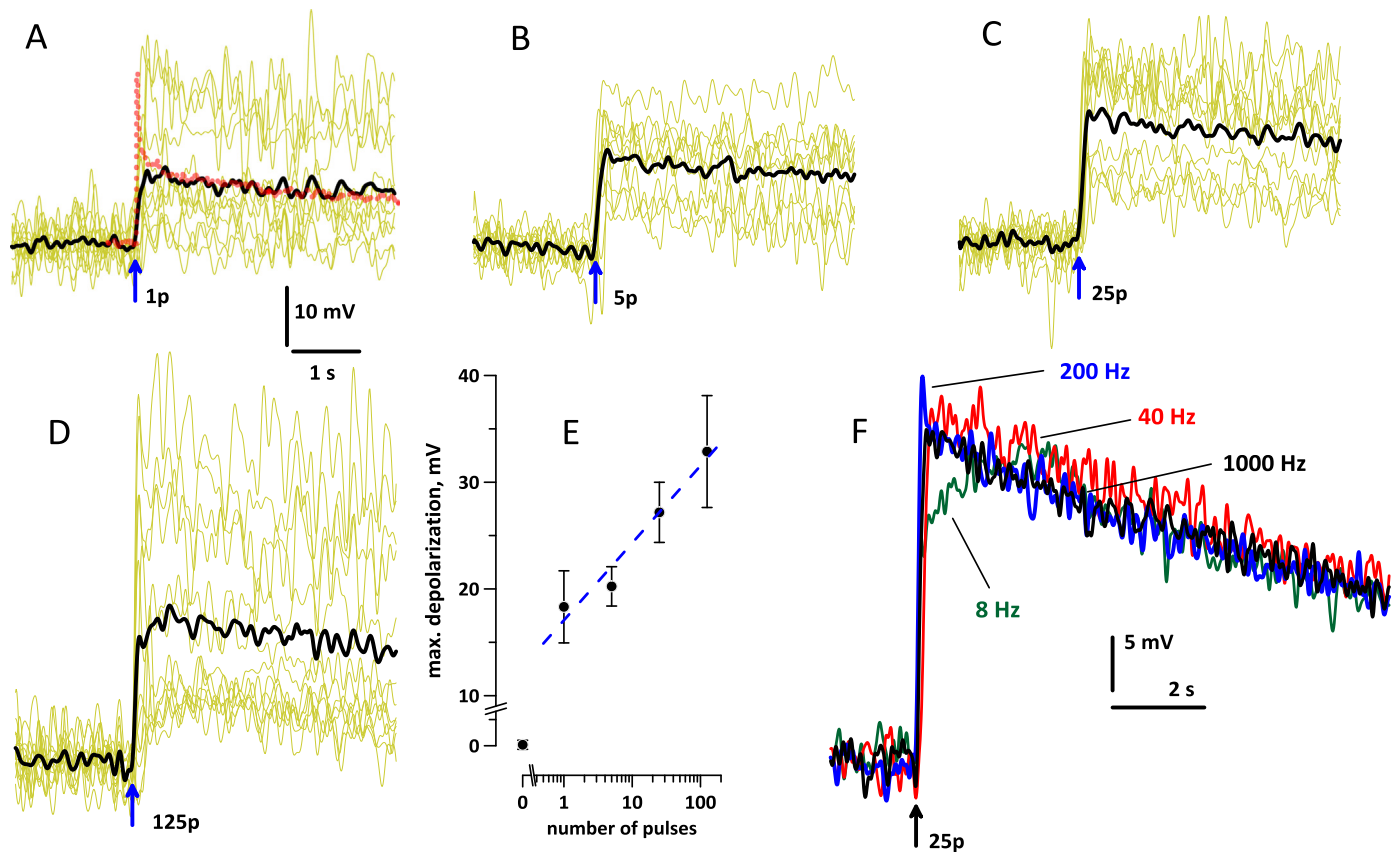 A
B
C
1p
5p
25p
10 mV
1 s
D
125p
E
40
30
20
10
0
max. depolarization, mV
0 1 10 100
number of pulses
F
200 Hz
40 Hz
1000 Hz
8 Hz
5 mV
2 s
25p